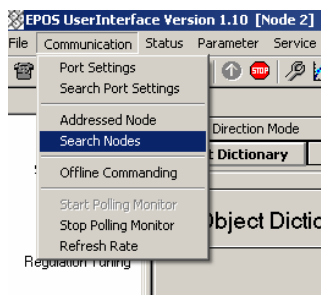 EPOS UserInterface Version 1.10 [Node 2]
File Communication Status Parameter Service
Port Settings
Search Port Settings
STOP
Addressed Node
Direction Mode
Search Nodes
t Dictionary
Offline Commanding
Start Polling Monitor
Object Dictio
Stop Polling Monitor
Refresh Rate
Regulation Tuning